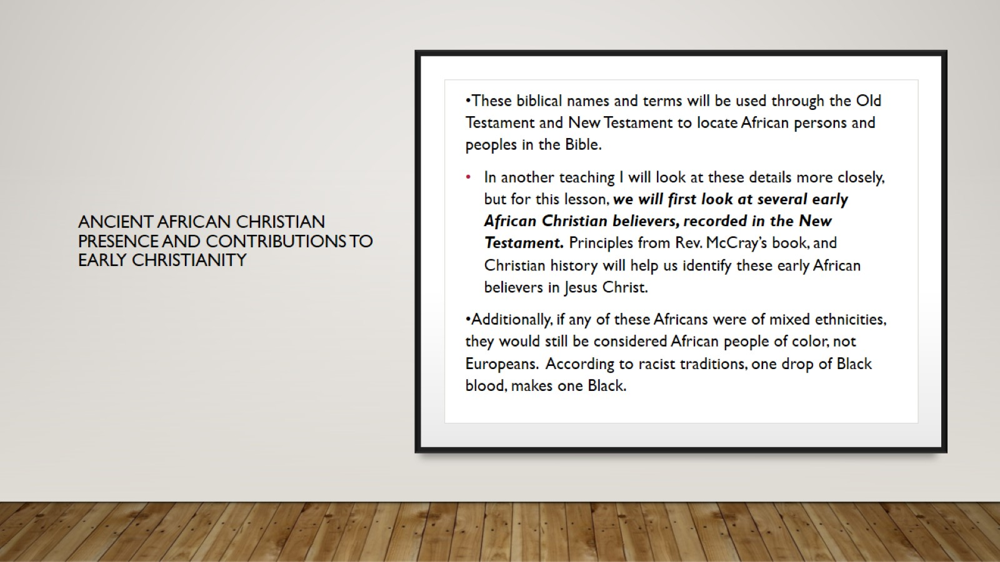 ANCIENT AFRICAN CHRISTIAN
PRESENCE AND CONTRIBUTIONS TO
EARLY CHRISTIANITY
•These biblical names and terms will be used through the Old
Testament and New Testament to locate African persons and
peoples in the Bible.
• In another teaching I will look at these details more closely,
but for this lesson, we will first look at several early
African Christian believers, recorded in the New
Testament. Principles from Rev. McCray’s book, and
Christian history will help us identify these early African
believers in Jesus Christ.
•Additionally, if any of these Africans were of mixed ethnicities,
they would still be considered African people of color, not
Europeans. According to racist traditions, one drop of Black
blood, makes one Black.